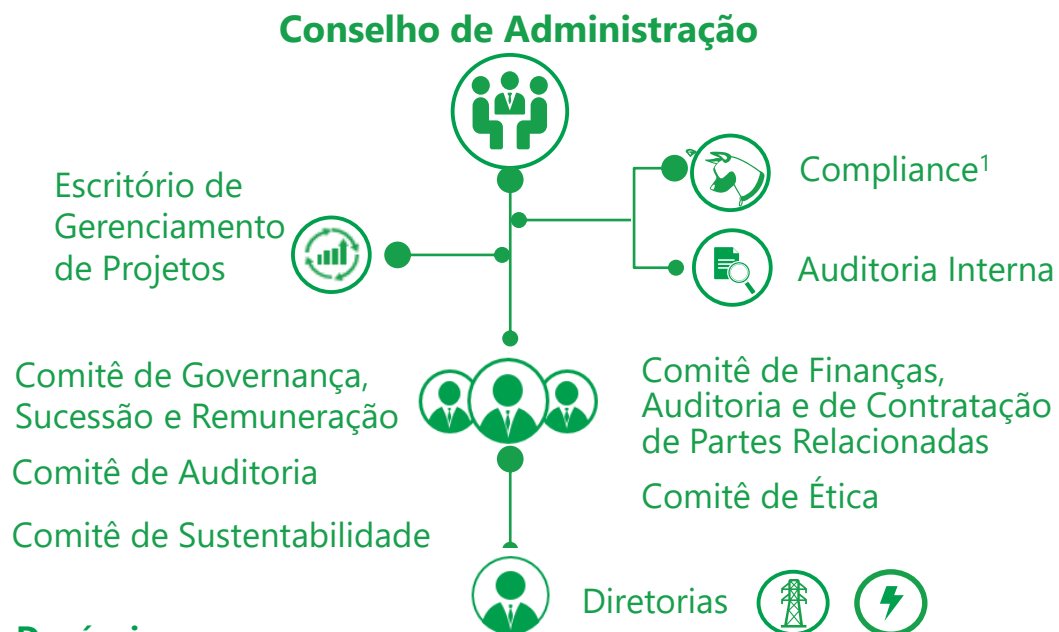 Conselho de Administração
Escritório de
Gerenciamento
de Projetos
Compliance¹
Auditoria Interna
Comitê de Governança,
Sucessão e Remuneração
Comitê de Auditoria
Comitê de Sustentabilidade
Comitê de Finanças,
Auditoria e de Contratação
de Partes Relacionadas
Comitê de Ética
Diretorias